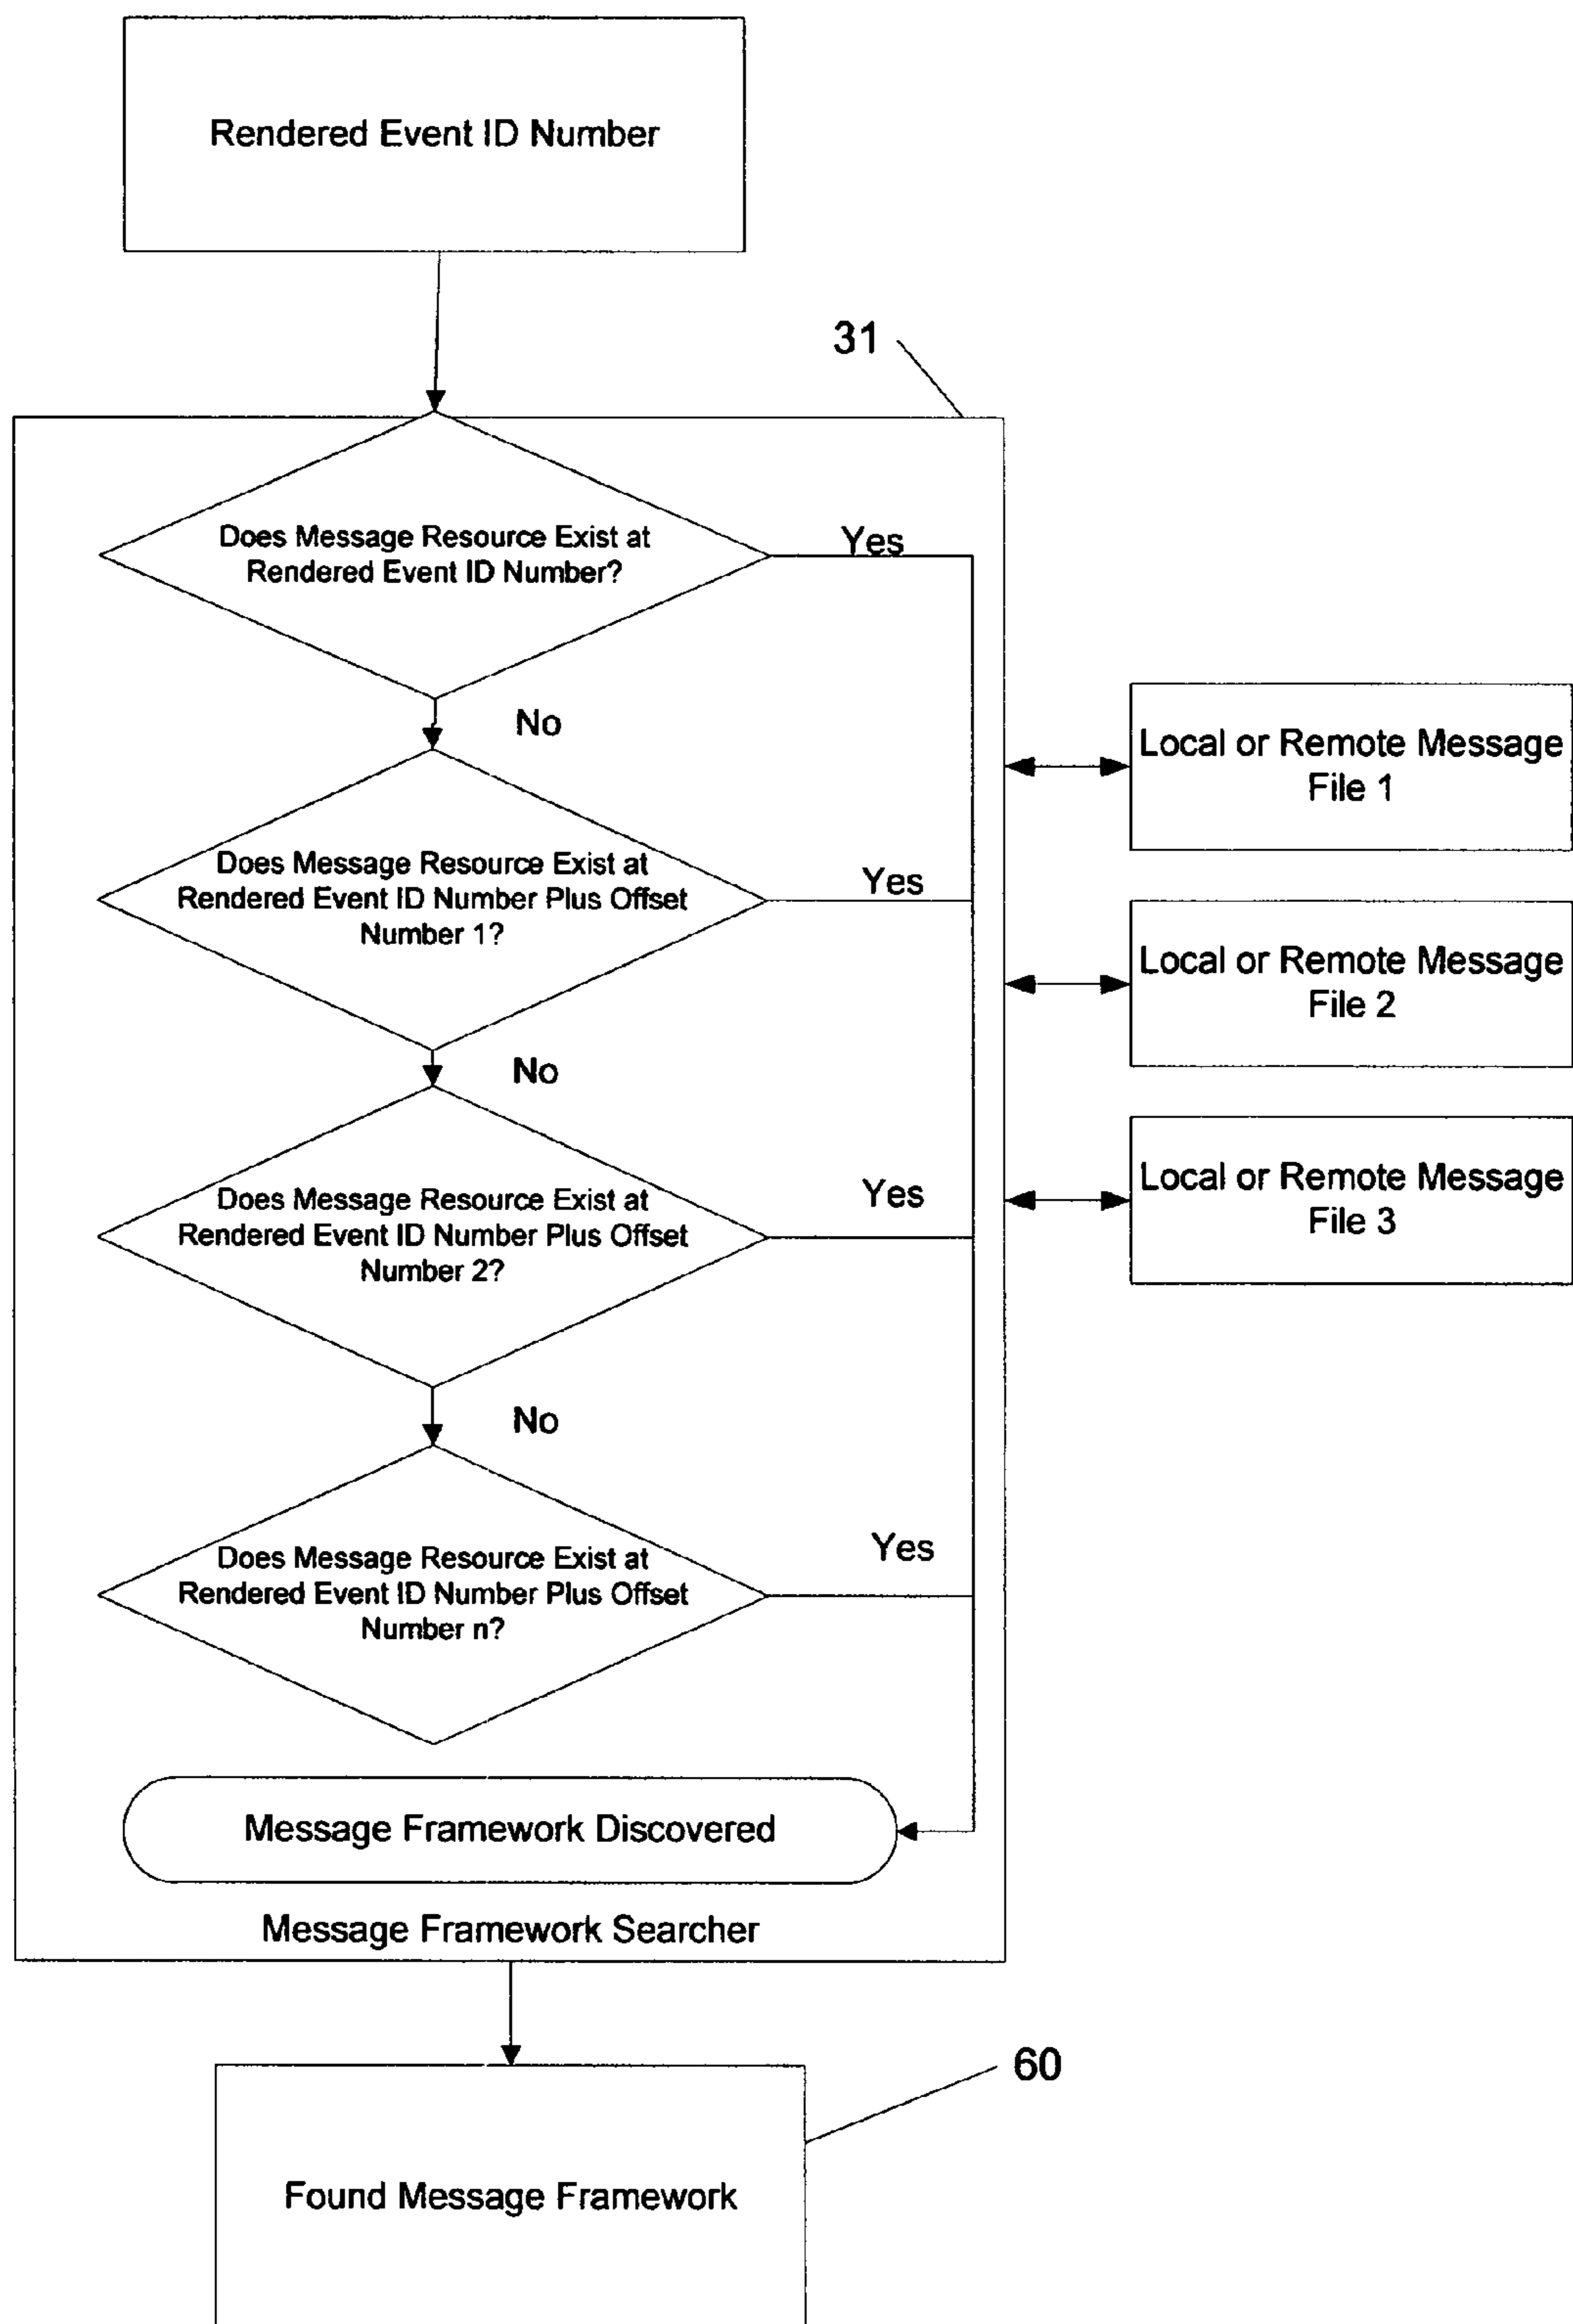 Rendered Event ID Number
31
Does Message Resource Exist at
Rendered Event ID Number?
Yes
No
Does Message Resource Exist at
Rendered Event ID Number Plus Offset
Number 1?
Yes
No
Does Message Resource Exist at
Rendered Event ID Number Plus Offset
Number 2?
Yes
No
Does Message Resource Exist at
Rendered Event ID Number Plus Offset
Number n?
Yes
Message Framework Discovered
Message Framework Searcher
Local or Remote Message
File 1
Local or Remote Message
File 2
Local or Remote Message
File 3
60
Found Message Framework